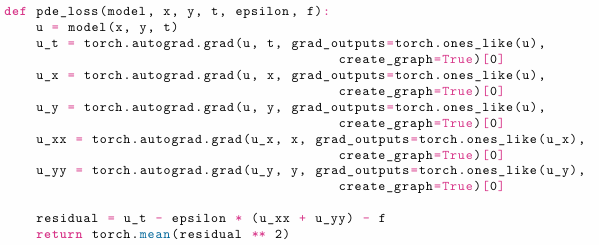 def pde_loss(model, x, y, t, epsilon, f):
    u = model(x, y, t)
    u_t = torch.autograd.grad(u, t, grad_outputs=torch.ones_like(u),
                                    create_graph=True)[0]
    u_x = torch.autograd.grad(u, x, grad_outputs=torch.ones_like(u),
                                    create_graph=True)[0]
    u_y = torch.autograd.grad(u, y, grad_outputs=torch.ones_like(u),
                                    create_graph=True)[0]
    u_xx = torch.autograd.grad(u_x, x, grad_outputs=torch.ones_like(u_x),
                                    create_graph=True)[0]
    u_yy = torch.autograd.grad(u_y, y, grad_outputs=torch.ones_like(u_y),
                                    create_graph=True)[0]

    residual = u_t - epsilon * (u_xx + u_yy) - f
    return torch.mean(residual ** 2)